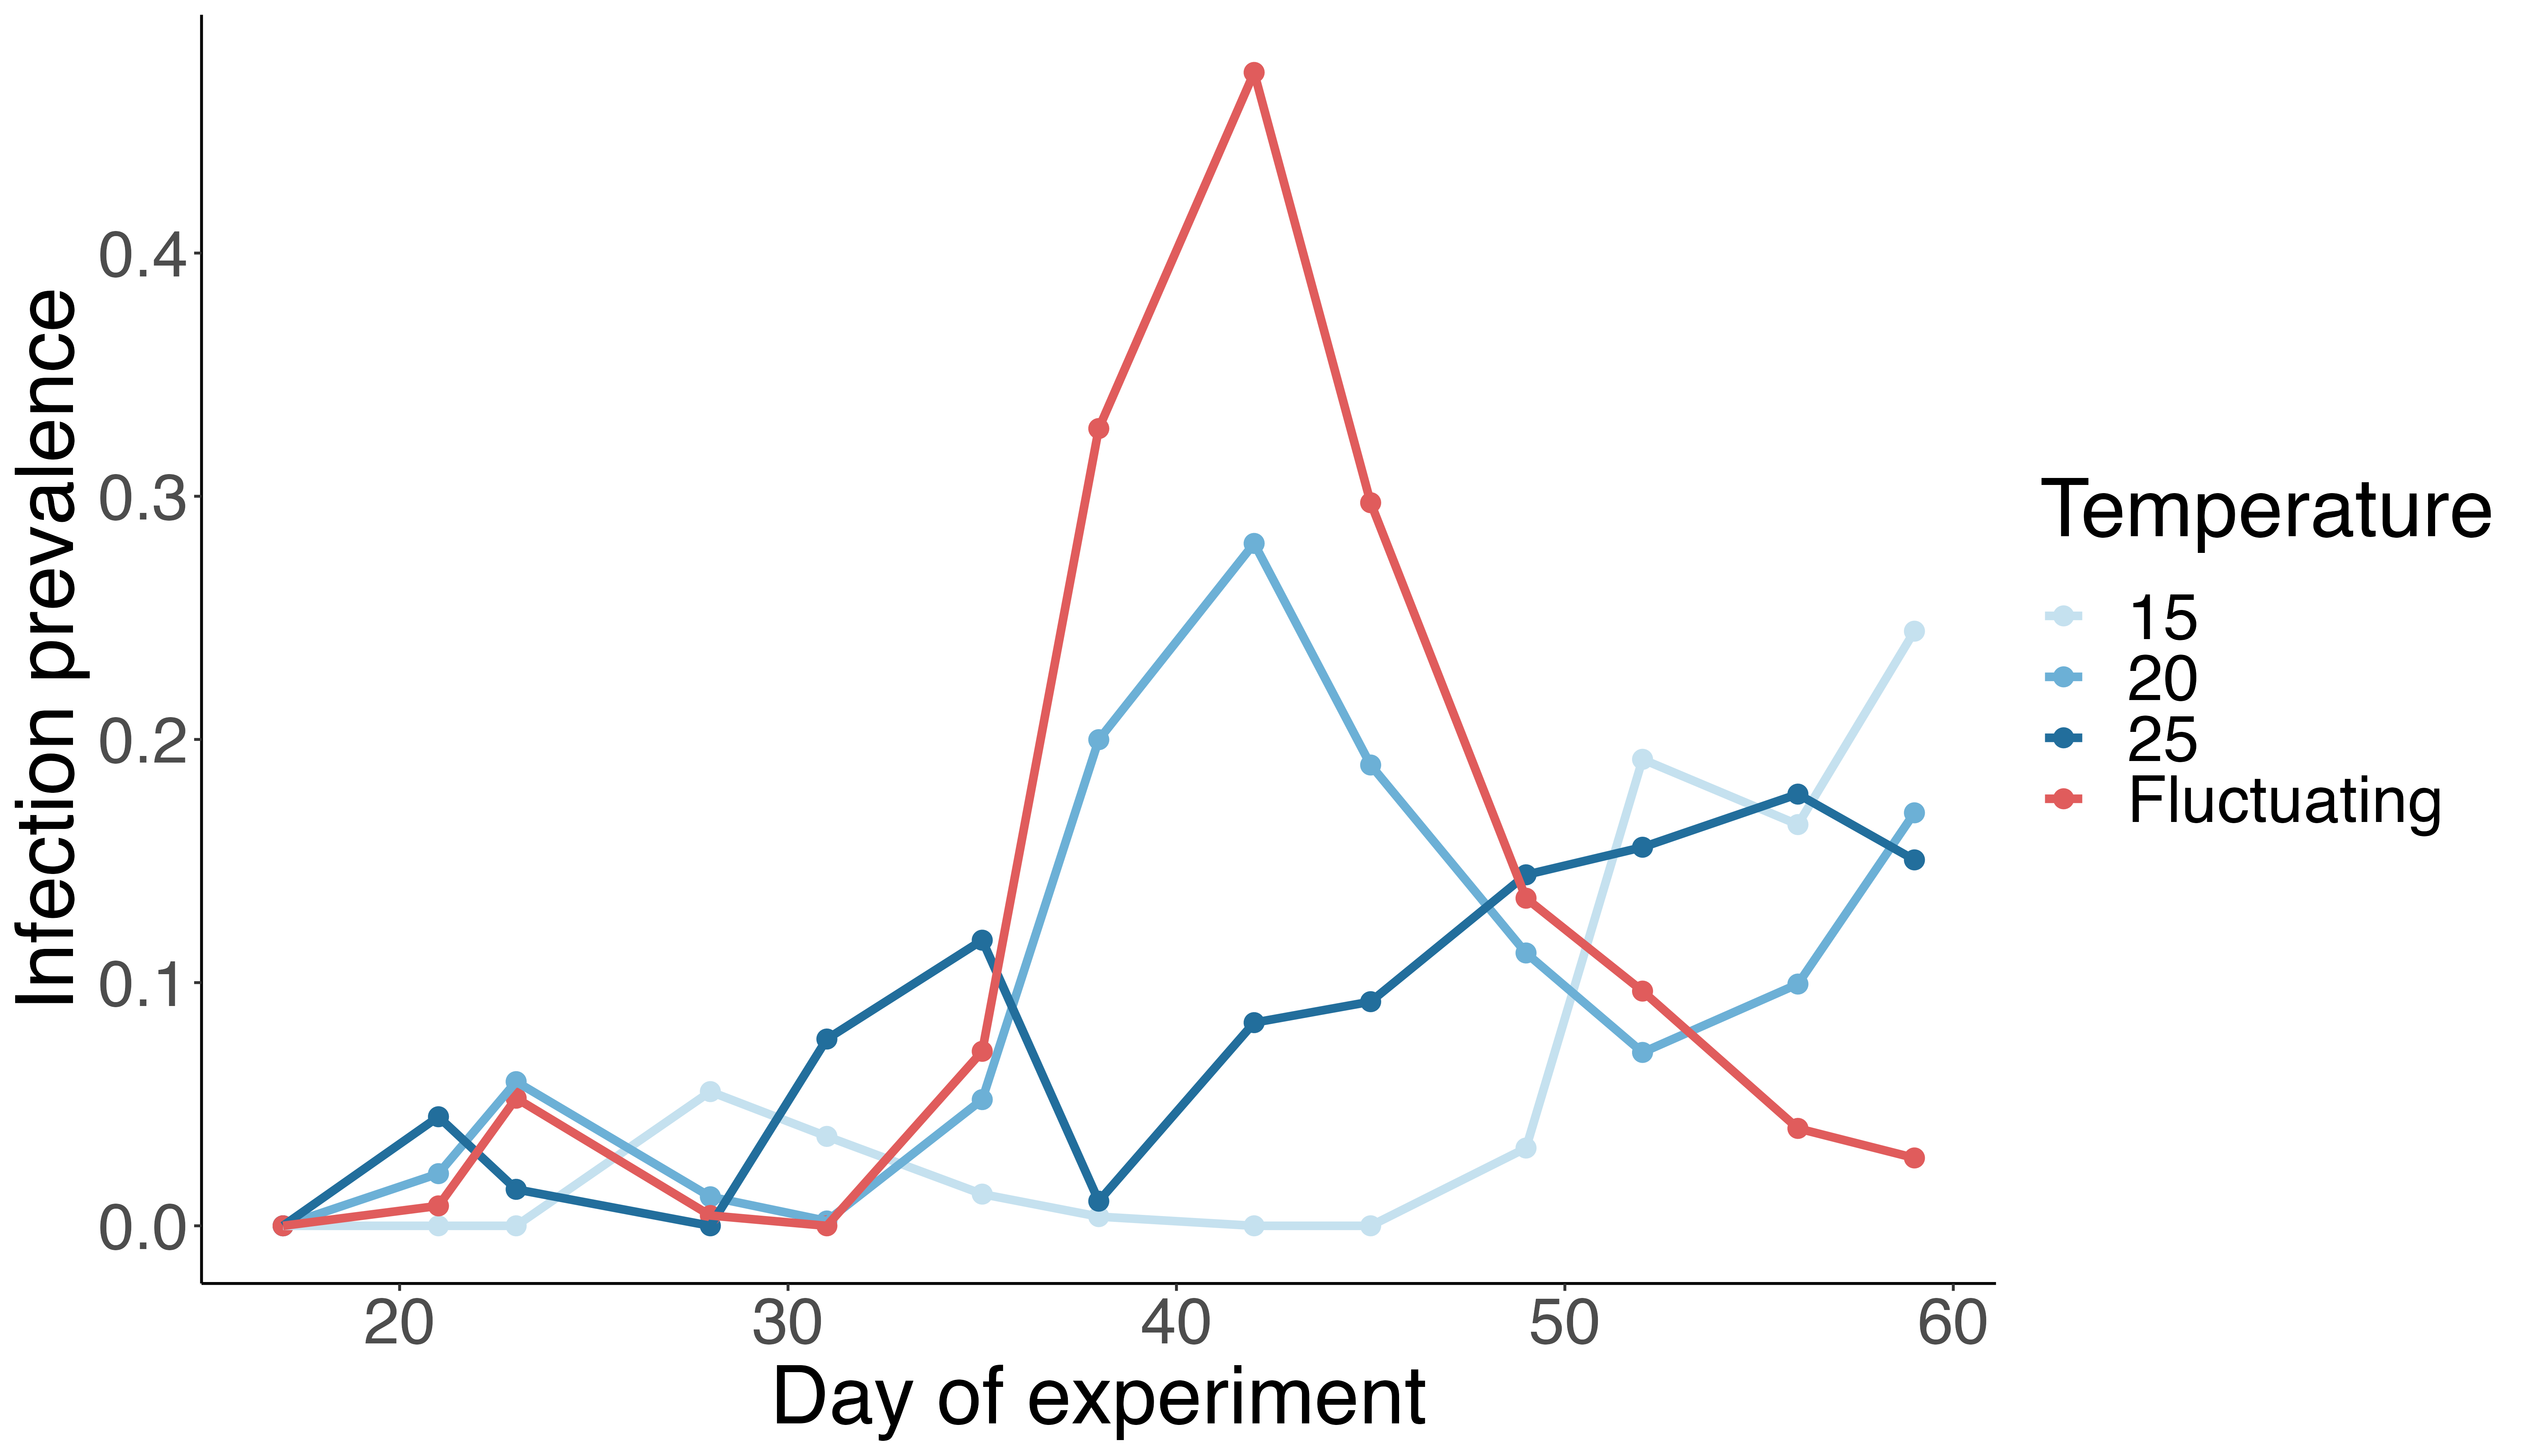 Infection prevalence
0.4
0.3
0.2
0.1
0.0
20 30 40 50 60
Day of experiment
Temperature
15
20
25
Fluctuating